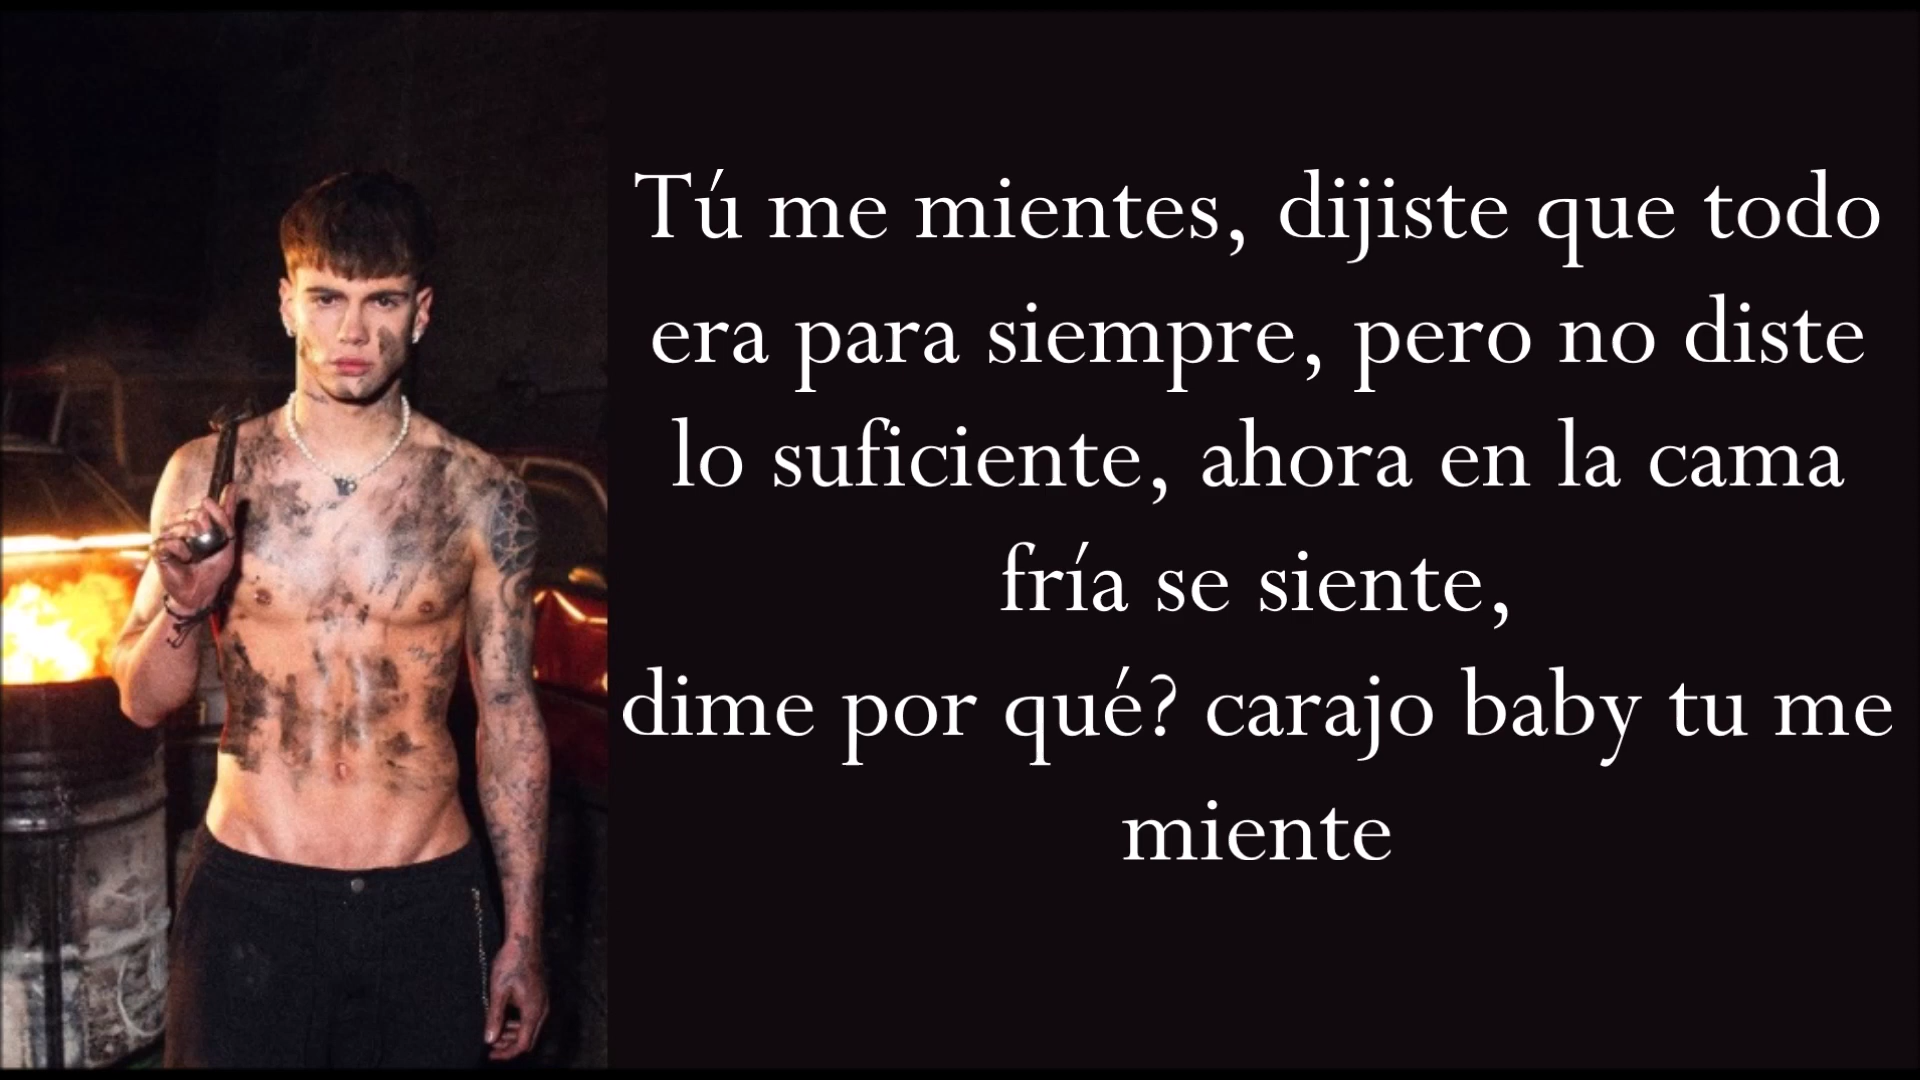 Tú me mientes, dijiste que todo
era para siempre, pero no diste
lo suficiente, ahora en la cama
fría se siente,
dime por qué? carajo baby tu me
miente